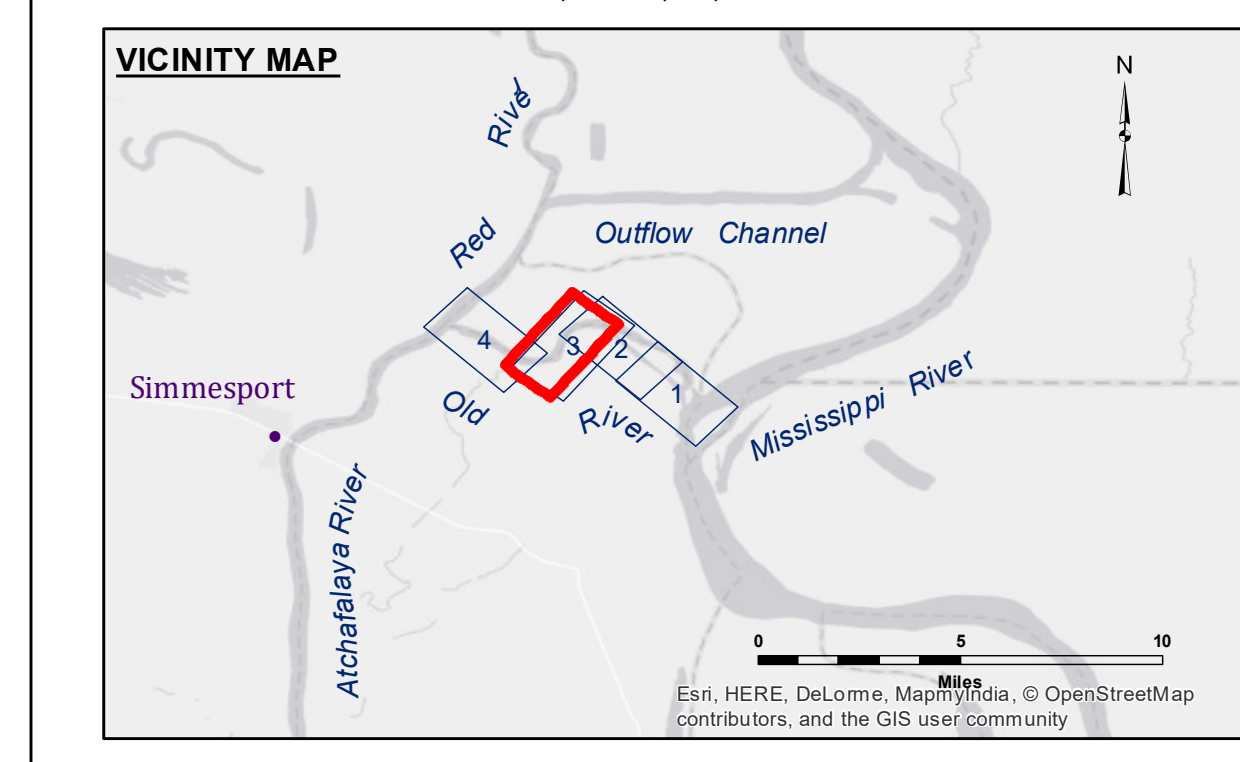 VICINITY MAP
N
Red River
Outflow Channel
4
3
2
1
Simmesport
Old River
Mississippi River
Atchafalaya River
0 5 10
Miles
Esri, HERE, DeLorme, MapmyIndia, © OpenStreetMap
contributors, and the GIS user community